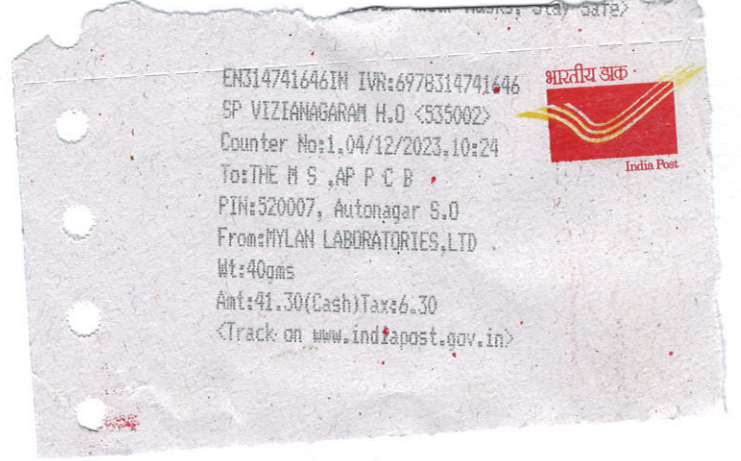 Stay Safe>
EN314741646IN IVR:6978314741646
SP VIZIANAGARAM H.O <535002>
Counter No:1,04/12/2023,10:24
To:THE M S ,AP P C B
PIN:520007, Autonagar S.O
From:MYLAN LABORATORIES,LTD
Wt:40gms
Amt:41.30(Cash)Tax:6.30
<Track on www.indiapost.gov.in>
भारतीय डाक
India Post